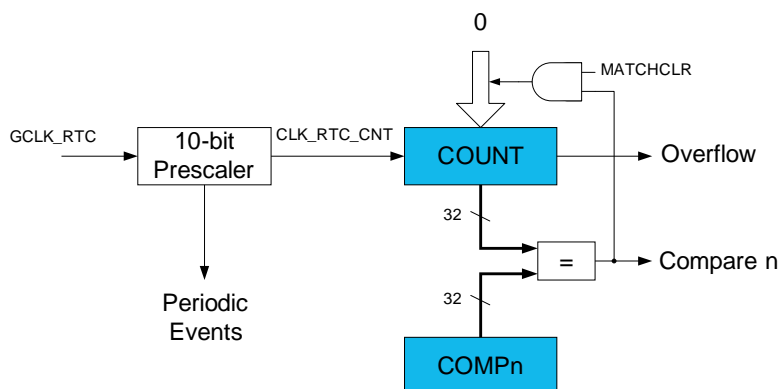 0
MATCHCLR
GCLK_RTC
10-bit
Prescaler
CLK_RTC_CNT
COUNT
Overflow
32
=
Compare n
Periodic
Events
32
COMPn